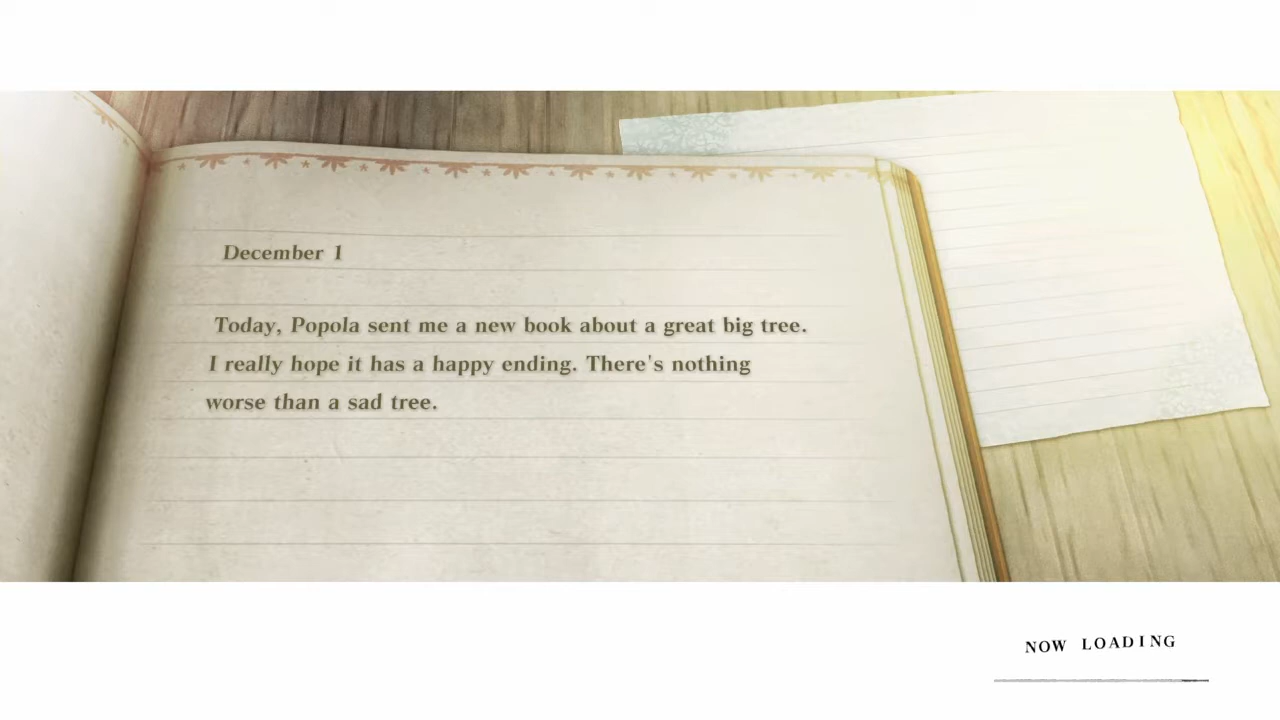 December 1
Today, Popola sent me a new book about a great big tree.
I really hope it has a happy ending. There's nothing
worse than a sad tree.
NOW LOADING